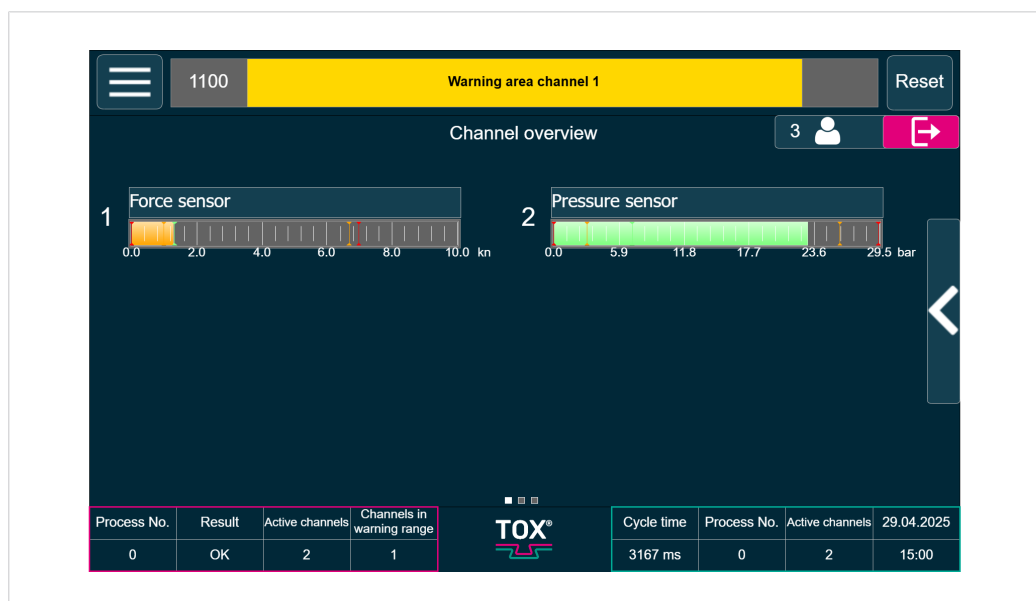 1100
Warning area channel 1
Reset
Channel overview
3
1
Force sensor
0.0 2.0 4.0 6.0 8.0 10.0 kn
2
Pressure sensor
0.0 5.9 11.8 17.7 23.6 29.5 bar
Process No. Result Active channels Channels in warning range
0 OK 2 1
TOX®
Cycle time Process No. Active channels 29.04.2025
3167 ms 0 2 15:00